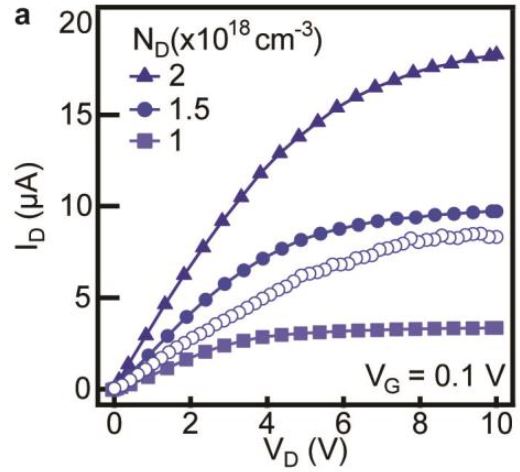 a
20
15
10
5
0
I_D (μA)
N_D(x10^18 cm^-3)
2
1.5
1
V_G = 0.1 V
0 2 4 6 8 10
V_D (V)